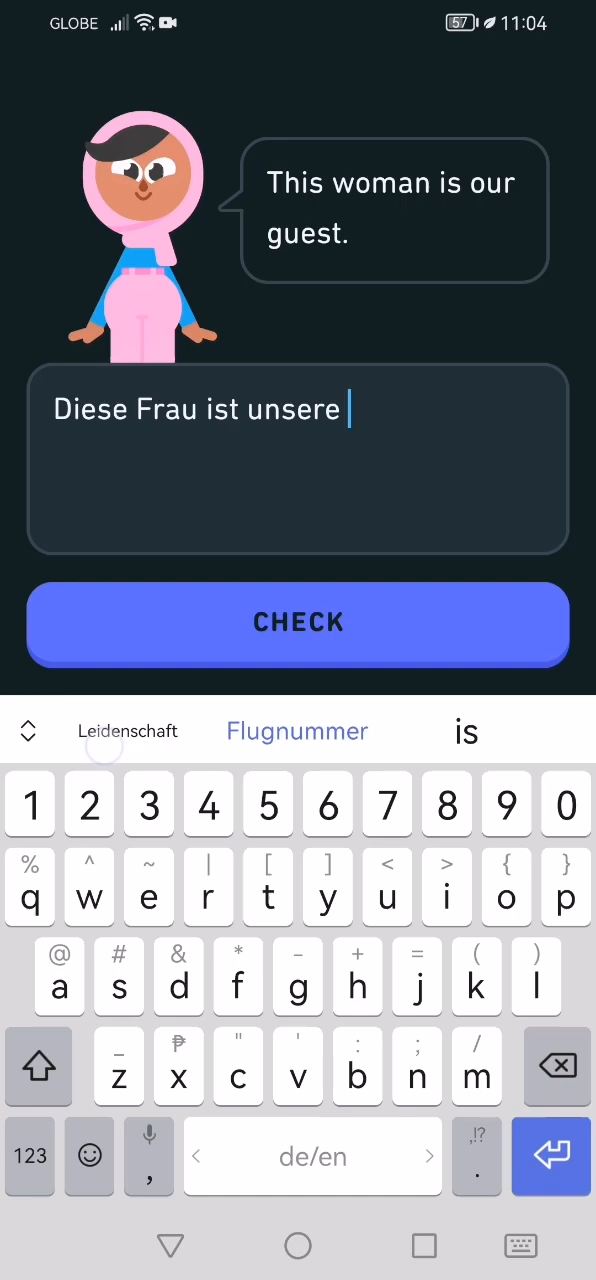 GLOBE 57 11:04
This woman is our
guest.
Diese Frau ist unsere
CHECK
Leidenschaft Flugnummer is
1 2 3 4 5 6 7 8 9 0
% ^ ~ | [ ] < > { }
q w e r t y u i o p
@ # & * - + = ( )
a s d f g h j k l
_ ₱ " ' : ; /
z x c v b n m
,!?
123 , < de/en > .